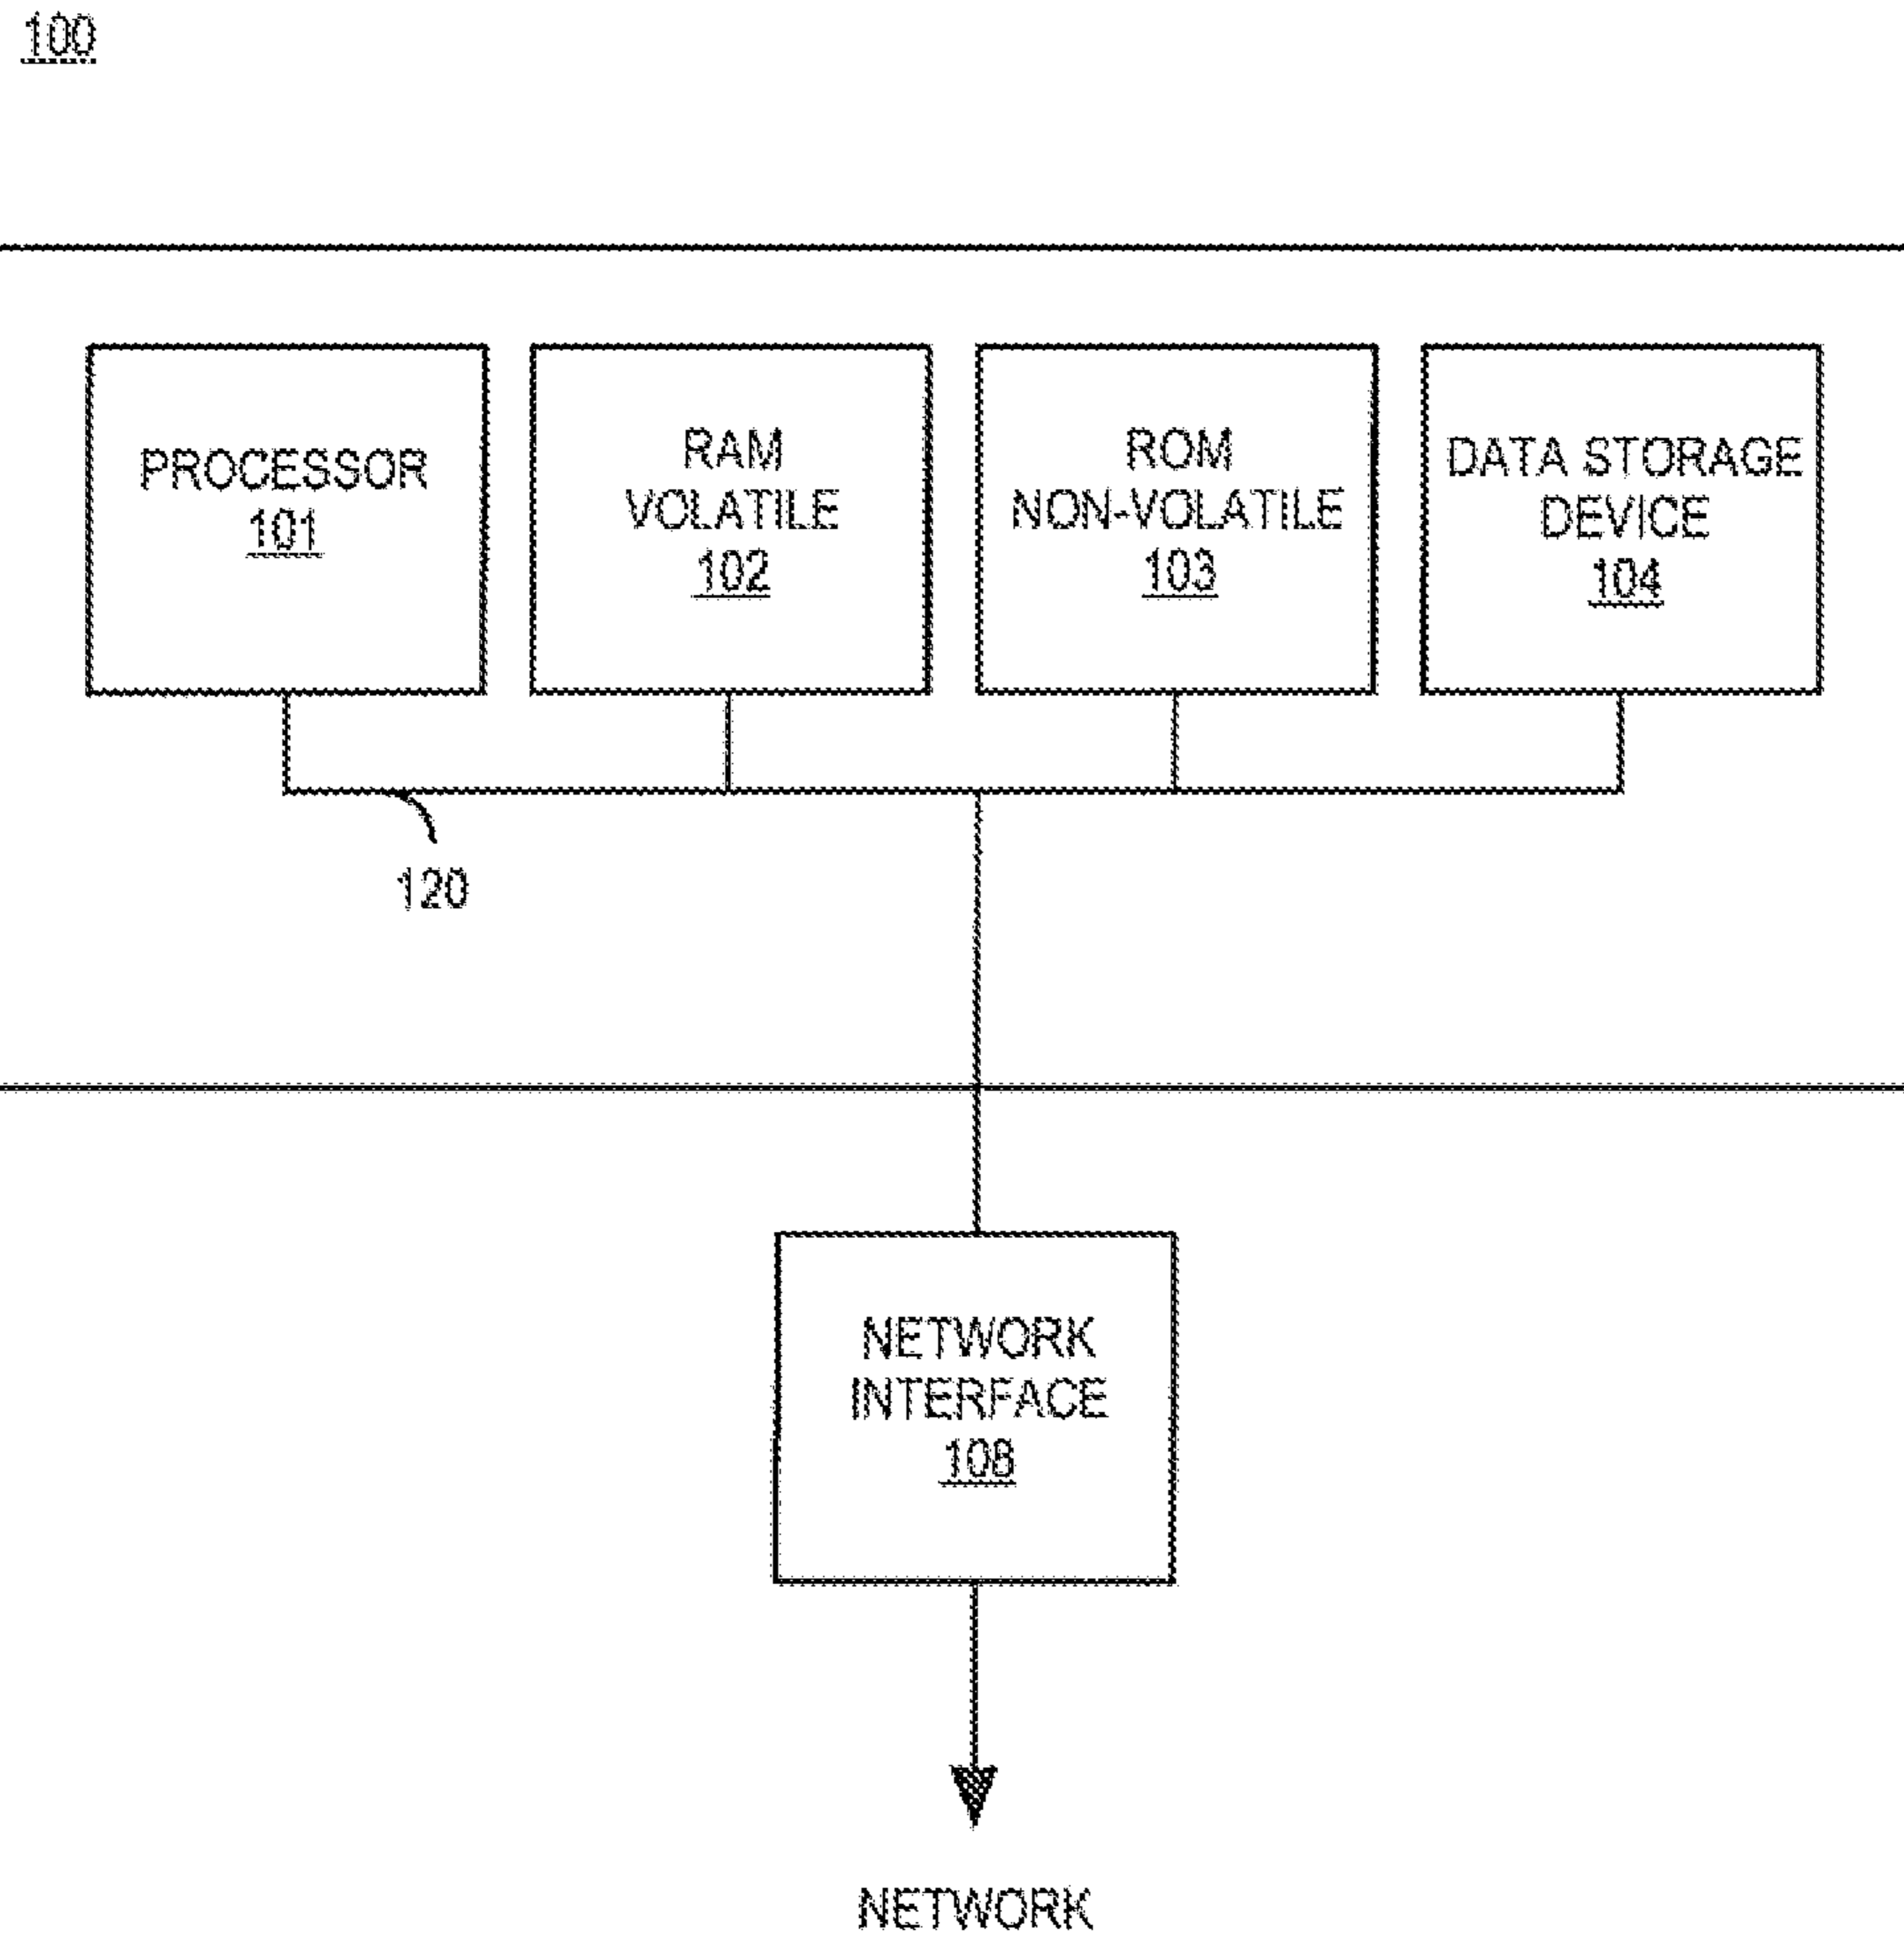 100
PROCESSOR
101
RAM
VOLATILE
102
ROM
NON-VOLATILE
103
DATA STORAGE
DEVICE
104
120
NETWORK
INTERFACE
108
NETWORK